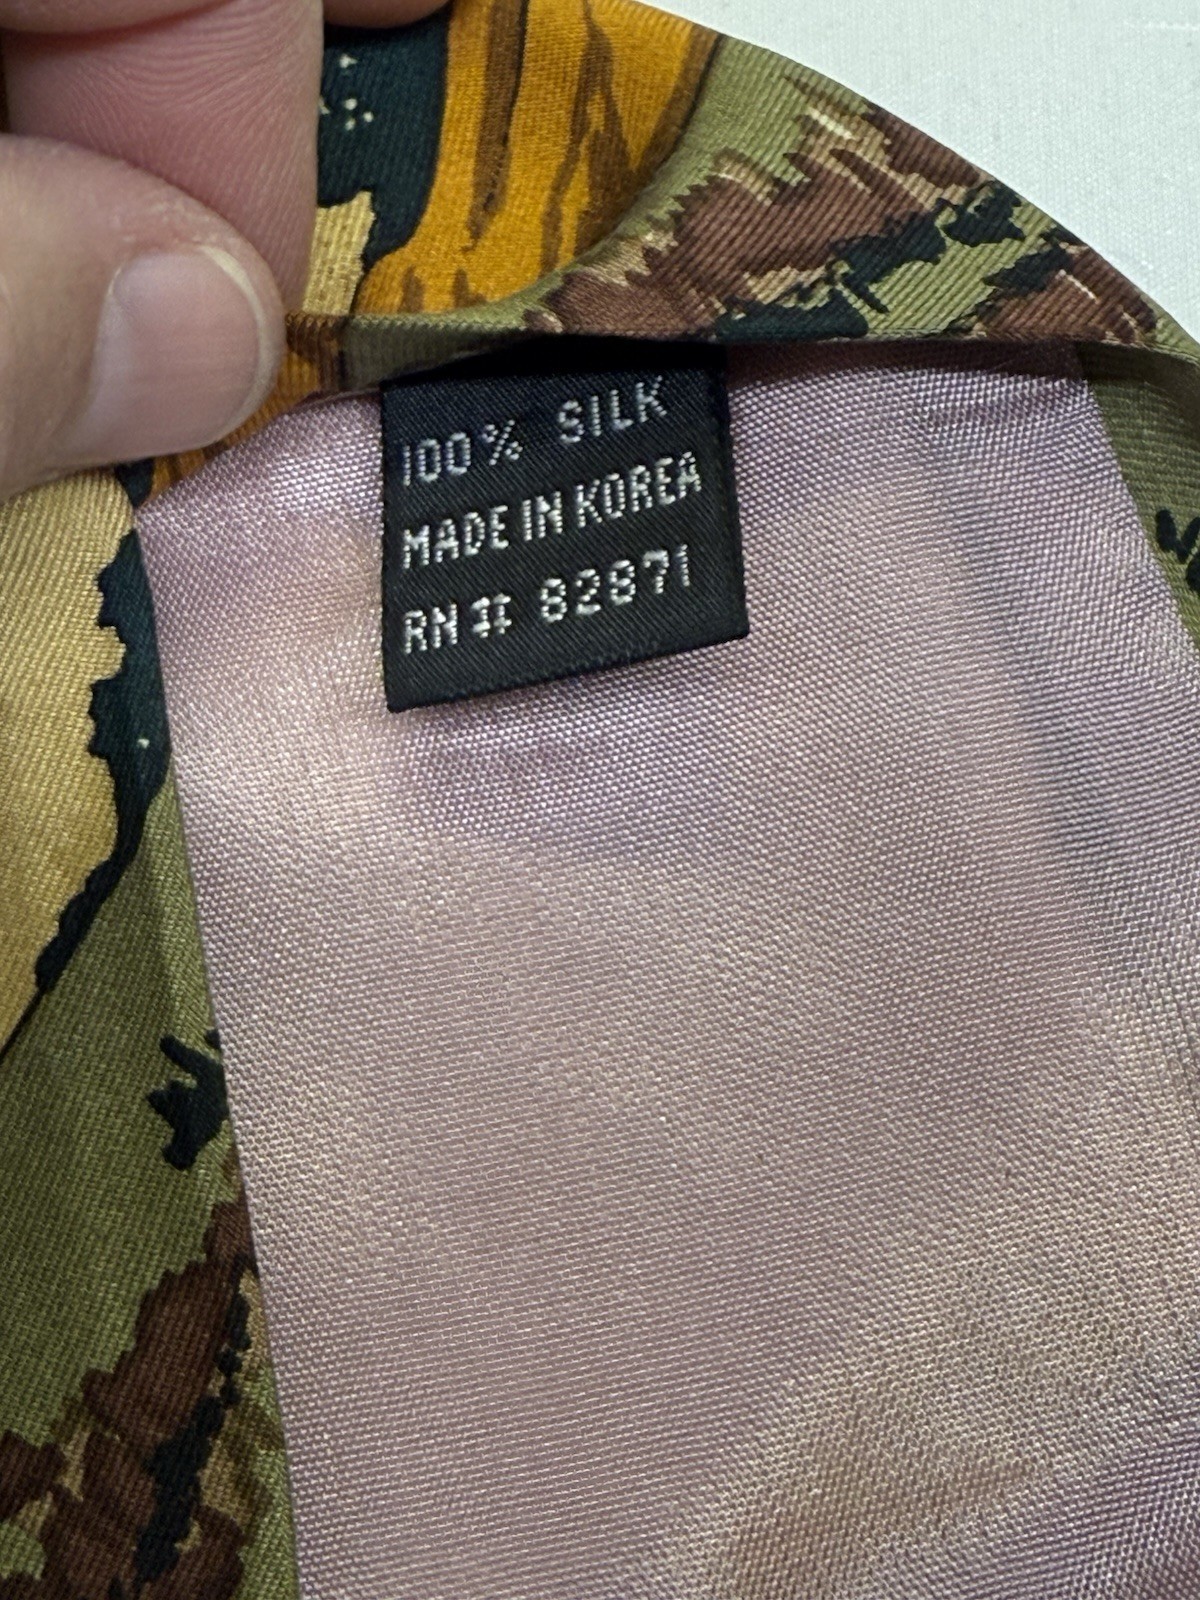 100% SILK
MADE IN KOREA
RN# 82871